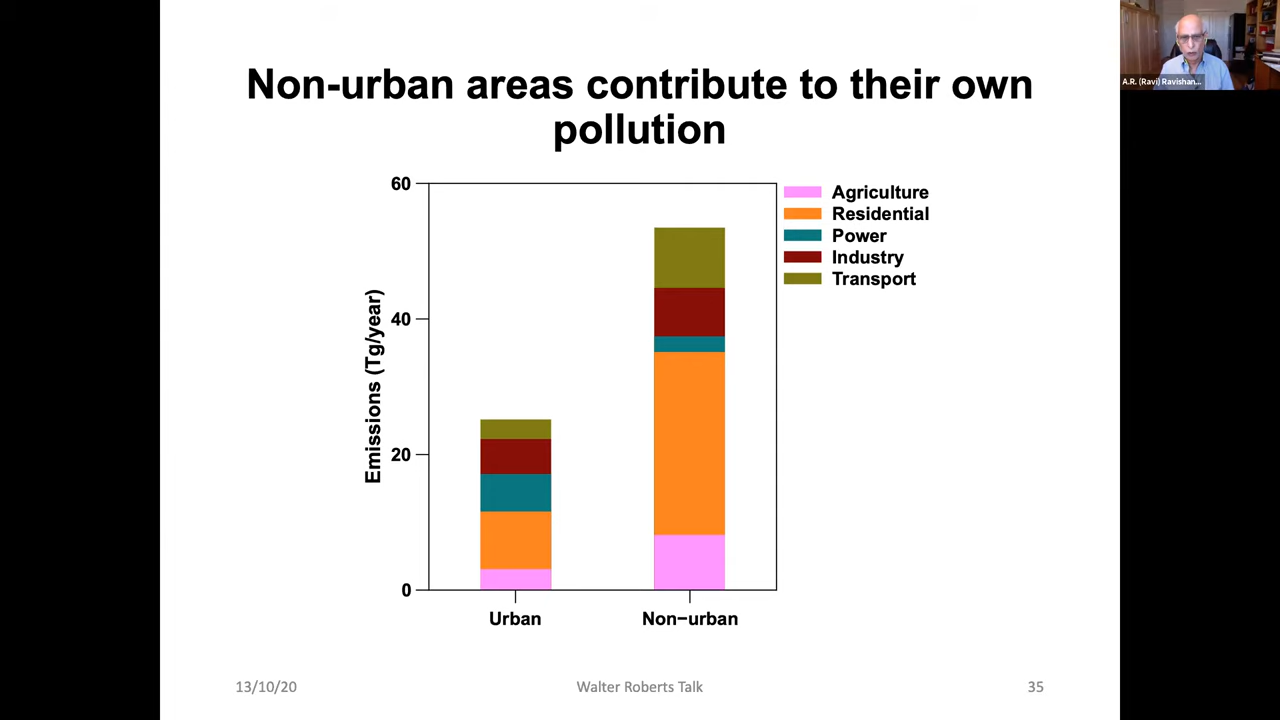 Non-urban areas contribute to their own
pollution
60
40
20
0
Emissions (Tg/year)
Urban
Non-urban
Agriculture
Residential
Power
Industry
Transport
13/10/20
Walter Roberts Talk
35
A.R. (Ravi) Ravishan...